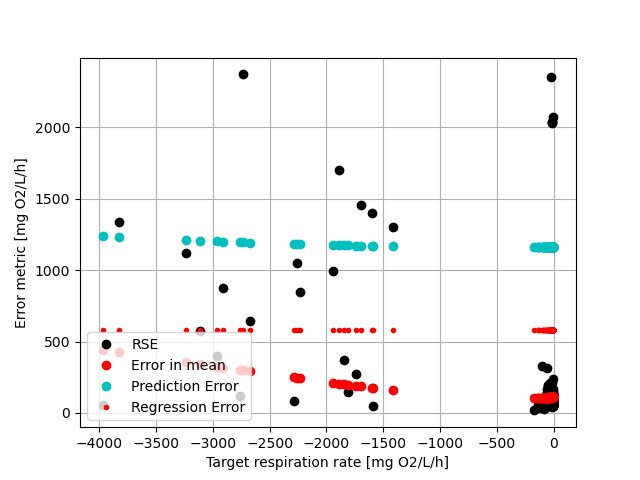 2000
1500
1000
500
0
Error metric [mg O2/L/h]
RSE
Error in mean
Prediction Error
Regression Error
−4000 −3500 −3000 −2500 −2000 −1500 −1000 −500 0
Target respiration rate [mg O2/L/h]